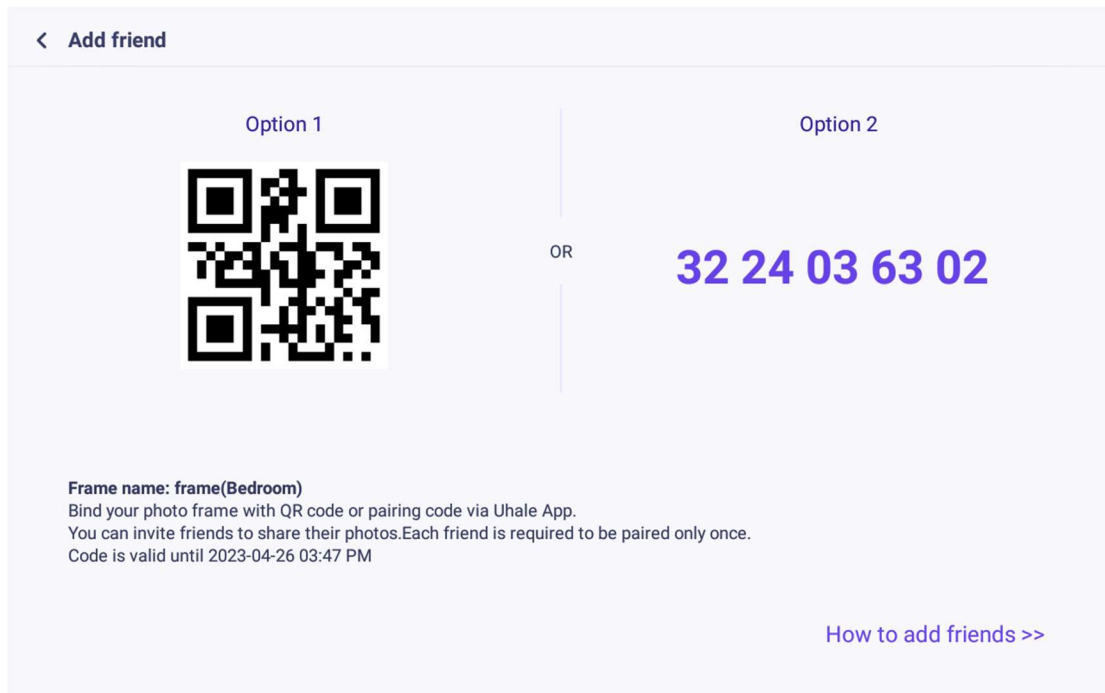 Add friend
Option 1
Option 2
OR
32 24 03 63 02
Frame name: frame(Bedroom)
Bind your photo frame with QR code or pairing code via Uhale App.
You can invite friends to share their photos.Each friend is required to be paired only once.
Code is valid until 2023-04-26 03:47 PM
How to add friends >>